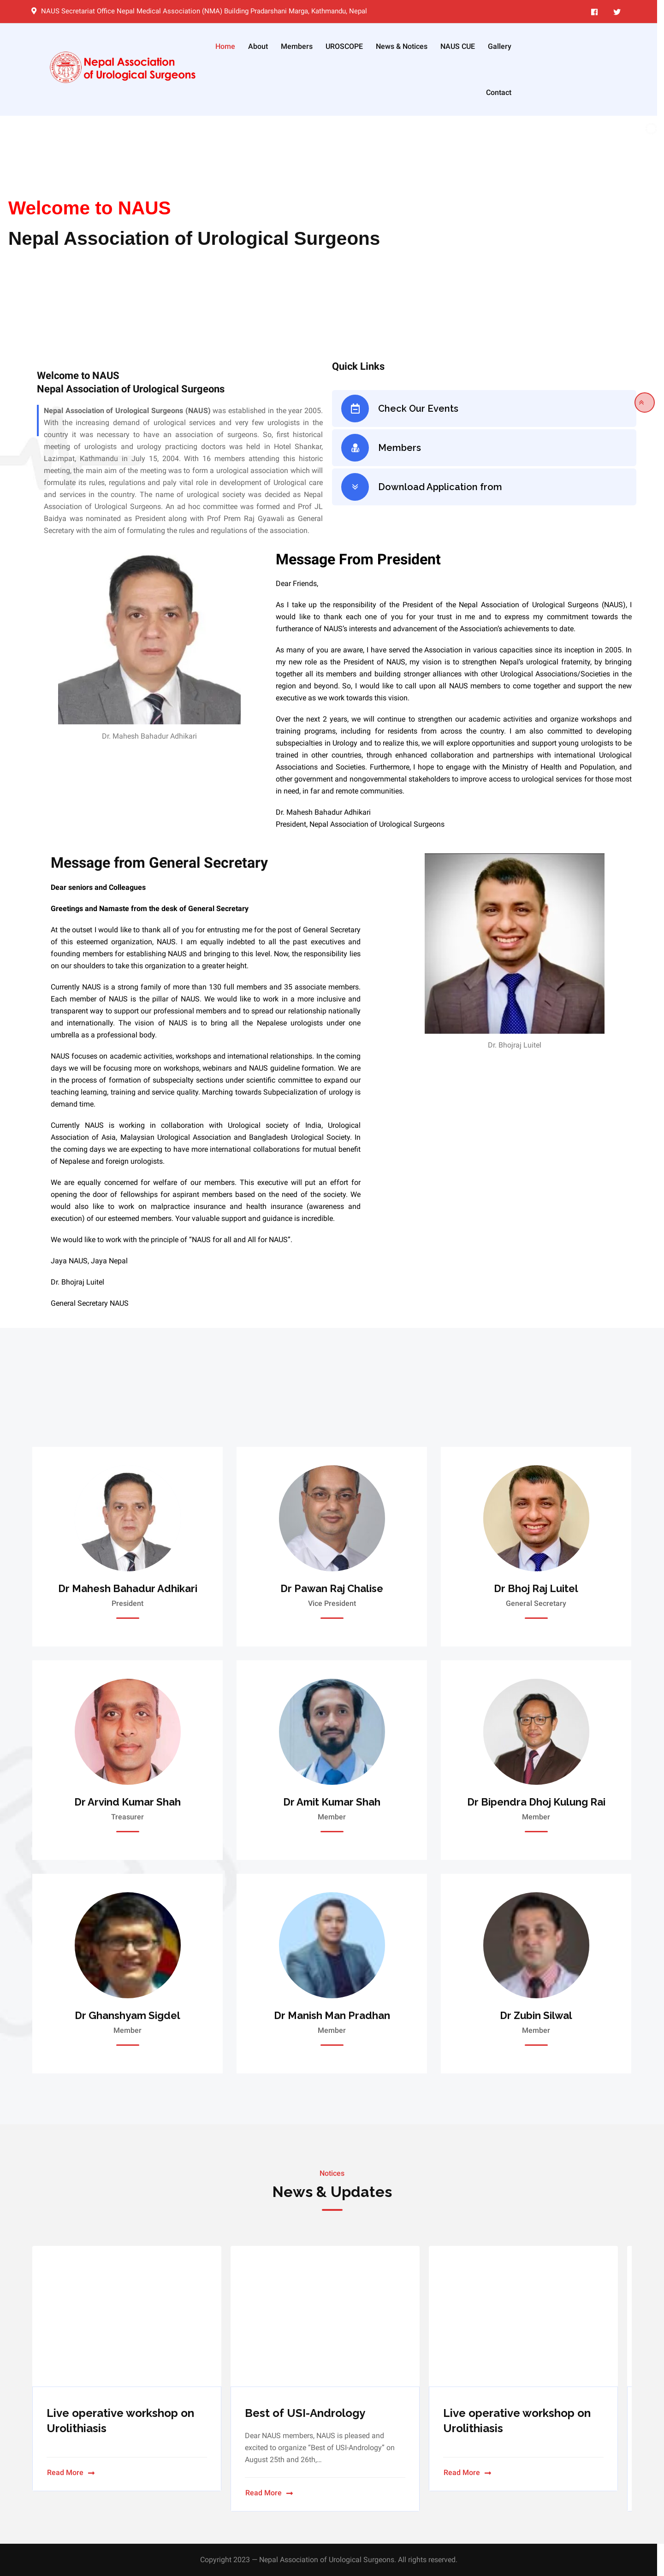 NAUS Secretariat Office Nepal Medical Association (NMA) Building Pradarshani Marga, Kathmandu, Nepal
Nepal Association
of Urological Surgeons
Home About Members UROSCOPE News & Notices NAUS CUE Gallery
Contact
Welcome to NAUS
Nepal Association of Urological Surgeons
Welcome to NAUS
Nepal Association of Urological Surgeons
Nepal Association of Urological Surgeons (NAUS) was established in the year 2005.
With the increasing demand of urological services and very few urologists in the
country it was necessary to have an association of surgeons. So, first historical
meeting of urologists and urology practicing doctors was held in Hotel Shankar,
Lazimpat, Kathmandu in July 15, 2004. With 16 members attending this historic
meeting, the main aim of the meeting was to form a urological association which will
formulate its rules, regulations and paly vital role in development of Urological care
and services in the country. The name of urological society was decided as Nepal
Association of Urological Surgeons. An ad hoc committee was formed and Prof JL
Baidya was nominated as President along with Prof Prem Raj Gyawali as General
Secretary with the aim of formulating the rules and regulations of the association.
Quick Links
Check Our Events
Members
Download Application from
Dr. Mahesh Bahadur Adhikari
Message From President
Dear Friends,
As I take up the responsibility of the President of the Nepal Association of Urological Surgeons (NAUS), I
would like to thank each one of you for your trust in me and to express my commitment towards the
furtherance of NAUS's interests and advancement of the Association's achievements to date.
As many of you are aware, I have served the Association in various capacities since its inception in 2005. In
my new role as the President of NAUS, my vision is to strengthen Nepal's urological fraternity, by bringing
together all its members and building stronger alliances with other Urological Associations/Societies in the
region and beyond. So, I would like to call upon all NAUS members to come together and support the new
executive as we work towards this vision.
Over the next 2 years, we will continue to strengthen our academic activities and organize workshops and
training programs, including for residents from across the country. I am also committed to developing
subspecialties in Urology and to realize this, we will explore opportunities and support young urologists to be
trained in other countries, through enhanced collaboration and partnerships with international Urological
Associations and Societies. Furthermore, I hope to engage with the Ministry of Health and Population, and
other government and nongovernmental stakeholders to improve access to urological services for those most
in need, in far and remote communities.
Dr. Mahesh Bahadur Adhikari
President, Nepal Association of Urological Surgeons
Message from General Secretary
Dear seniors and Colleagues
Greetings and Namaste from the desk of General Secretary
At the outset I would like to thank all of you for entrusting me for the post of General Secretary
of this esteemed organization, NAUS. I am equally indebted to all the past executives and
founding members for establishing NAUS and bringing to this level. Now, the responsibility lies
on our shoulders to take this organization to a greater height.
Currently NAUS is a strong family of more than 130 full members and 35 associate members.
Each member of NAUS is the pillar of NAUS. We would like to work in a more inclusive and
transparent way to support our professional members and to spread our relationship nationally
and internationally. The vision of NAUS is to bring all the Nepalese urologists under one
umbrella as a professional body.
NAUS focuses on academic activities, workshops and international relationships. In the coming
days we will be focusing more on workshops, webinars and NAUS guideline formation. We are
in the process of formation of subspecialty sections under scientific committee to expand our
teaching learning, training and service quality. Marching towards Subpecialization of urology is
demand time.
Currently NAUS is working in collaboration with Urological society of India, Urological
Association of Asia, Malaysian Urological Association and Bangladesh Urological Society. In
the coming days we are expecting to have more international collaborations for mutual benefit
of Nepalese and foreign urologists.
We are equally concerned for welfare of our members. This executive will put an effort for
opening the door of fellowships for aspirant members based on the need of the society. We
would also like to work on malpractice insurance and health insurance (awareness and
execution) of our esteemed members. Your valuable support and guidance is incredible.
We would like to work with the principle of “NAUS for all and All for NAUS”.
Jaya NAUS, Jaya Nepal
Dr. Bhojraj Luitel
General Secretary NAUS
Dr. Bhojraj Luitel
Dr Mahesh Bahadur Adhikari
President
Dr Pawan Raj Chalise
Vice President
Dr Bhoj Raj Luitel
General Secretary
Dr Arvind Kumar Shah
Treasurer
Dr Amit Kumar Shah
Member
Dr Bipendra Dhoj Kulung Rai
Member
Dr Ghanshyam Sigdel
Member
Dr Manish Man Pradhan
Member
Dr Zubin Silwal
Member
Notices
News & Updates
Live operative workshop on
Urolithiasis
Read More
Best of USI-Andrology
Dear NAUS members, NAUS is pleased and
excited to organize “Best of USI-Andrology” on
August 25th and 26th,...
Read More
Live operative workshop on
Urolithiasis
Read More
Copyright 2023 — Nepal Association of Urological Surgeons. All rights reserved.